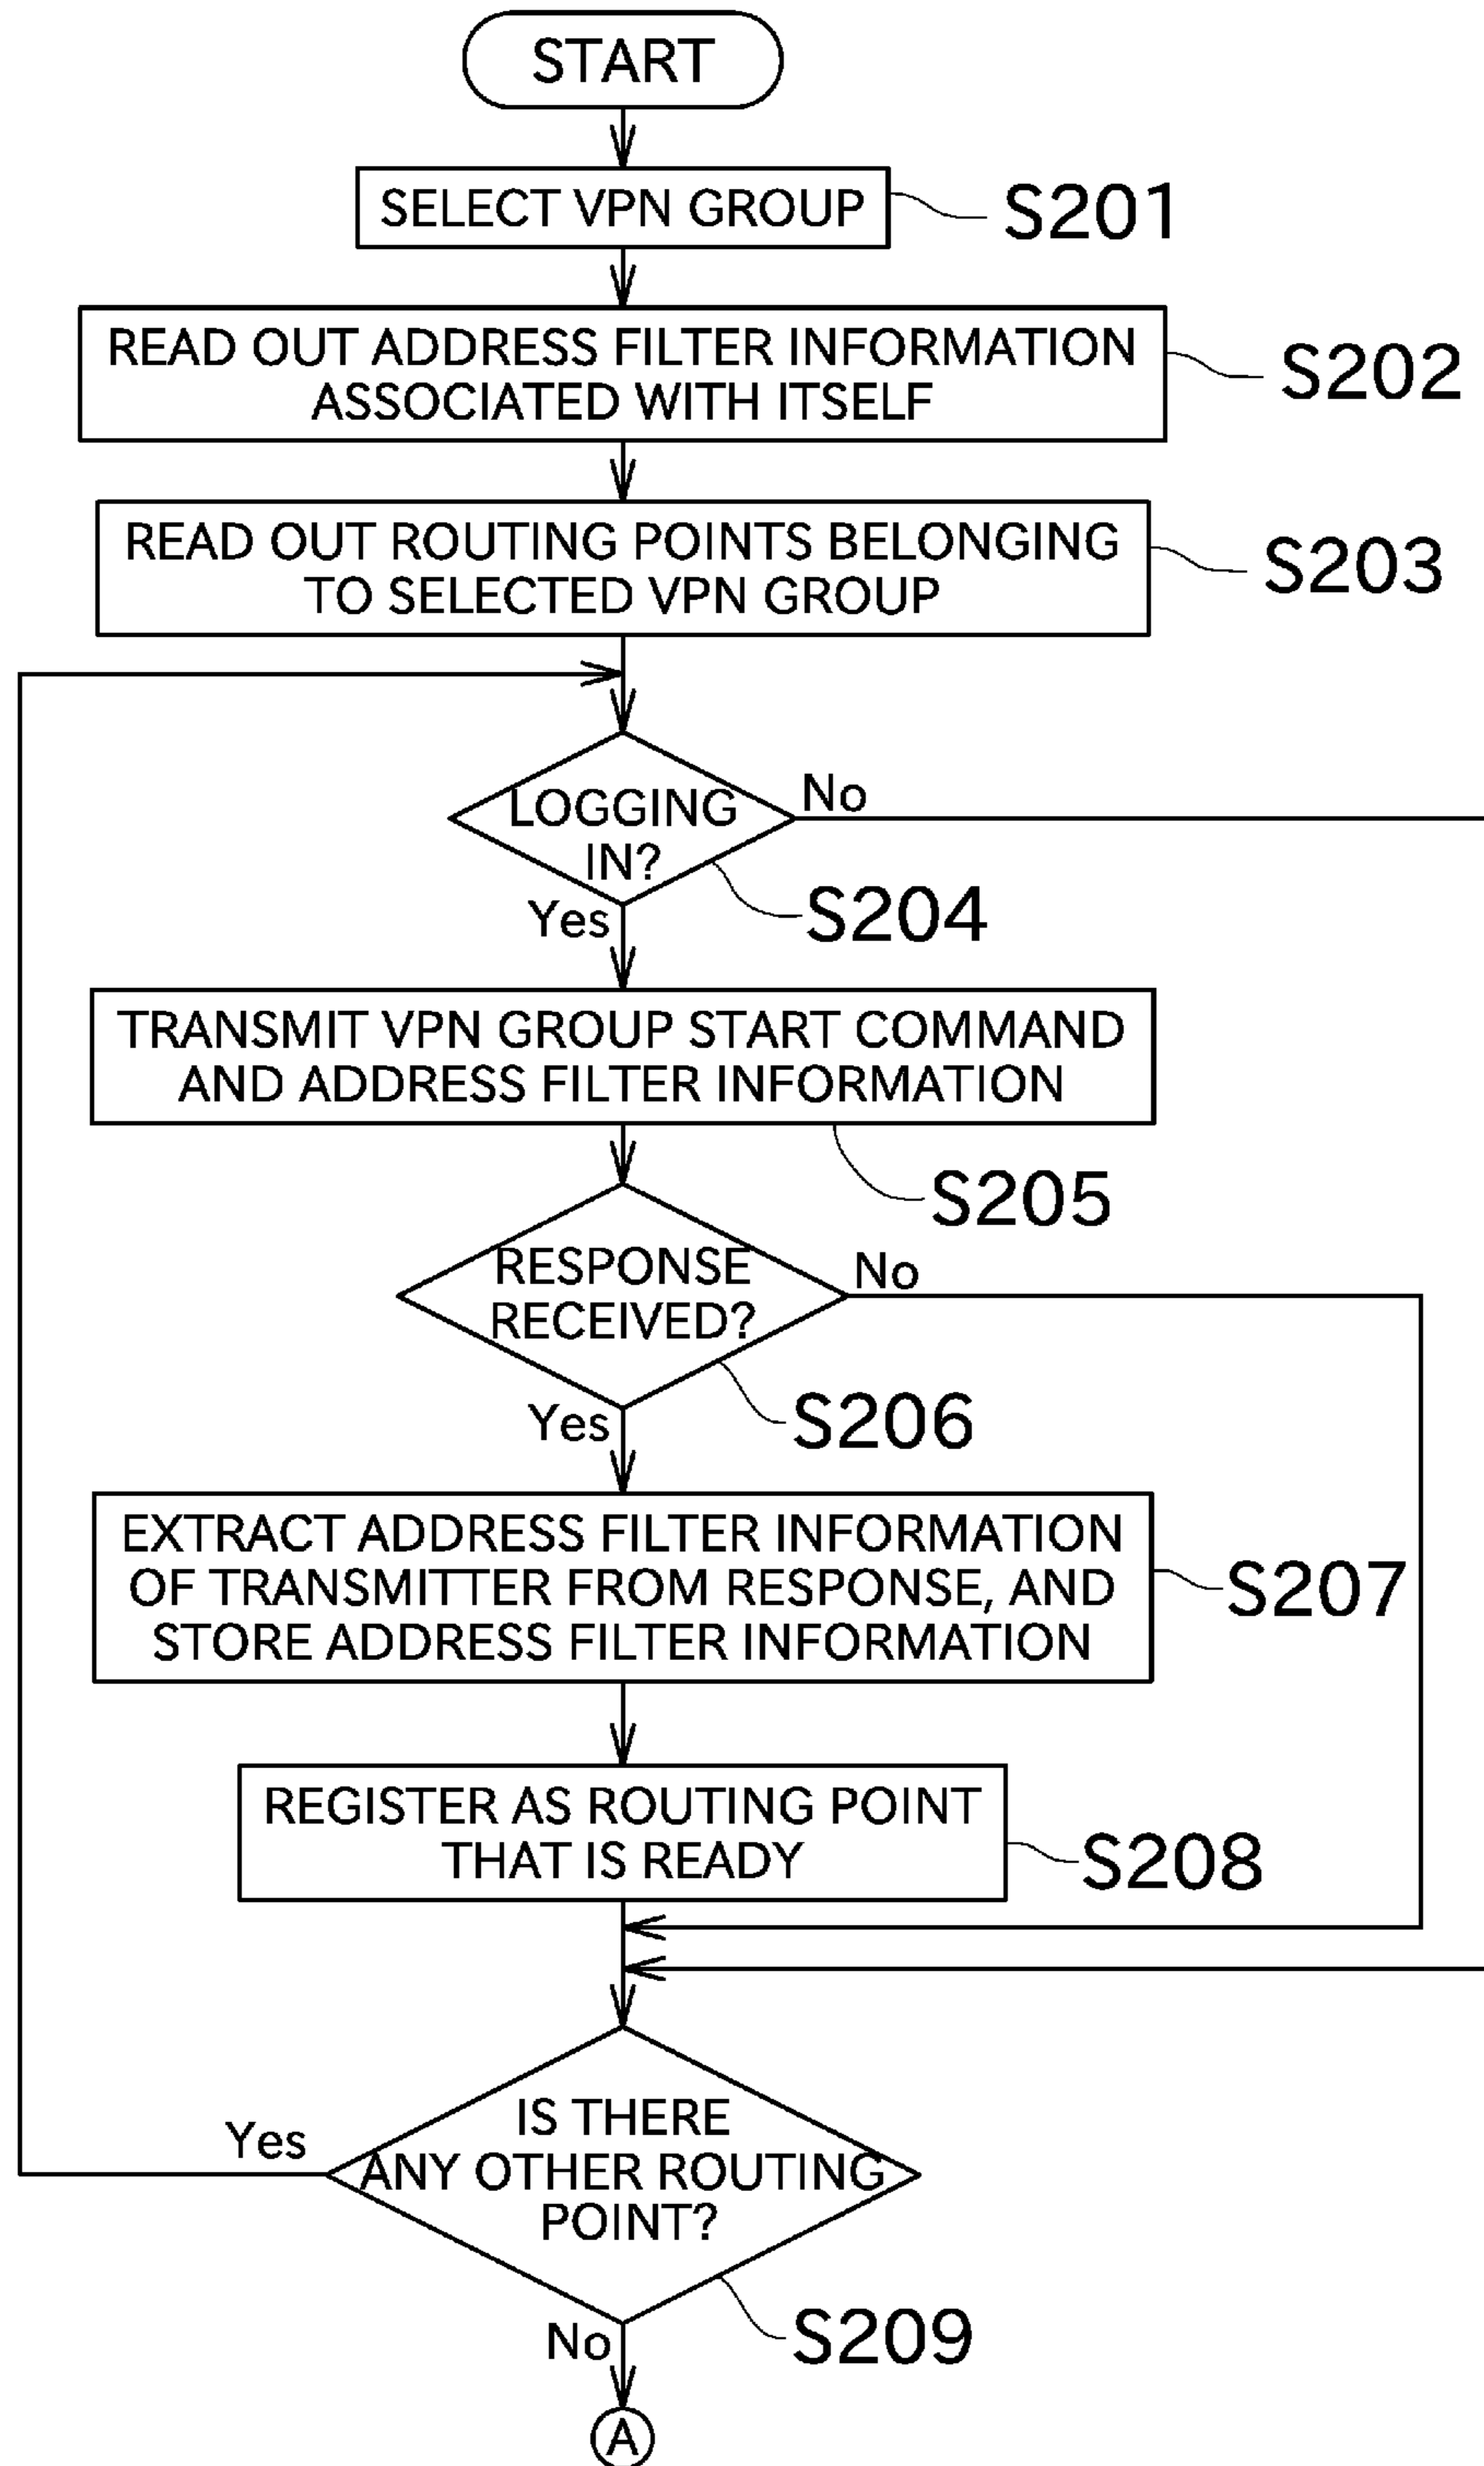 START
SELECT VPN GROUP
S201
READ OUT ADDRESS FILTER INFORMATION
ASSOCIATED WITH ITSELF
S202
READ OUT ROUTING POINTS BELONGING
TO SELECTED VPN GROUP
S203
LOGGING
IN?
No
S204
Yes
TRANSMIT VPN GROUP START COMMAND
AND ADDRESS FILTER INFORMATION
S205
RESPONSE
RECEIVED?
No
S206
Yes
EXTRACT ADDRESS FILTER INFORMATION
OF TRANSMITTER FROM RESPONSE, AND
STORE ADDRESS FILTER INFORMATION
S207
REGISTER AS ROUTING POINT
THAT IS READY
S208
IS THERE
ANY OTHER ROUTING
POINT?
Yes
S209
No
A